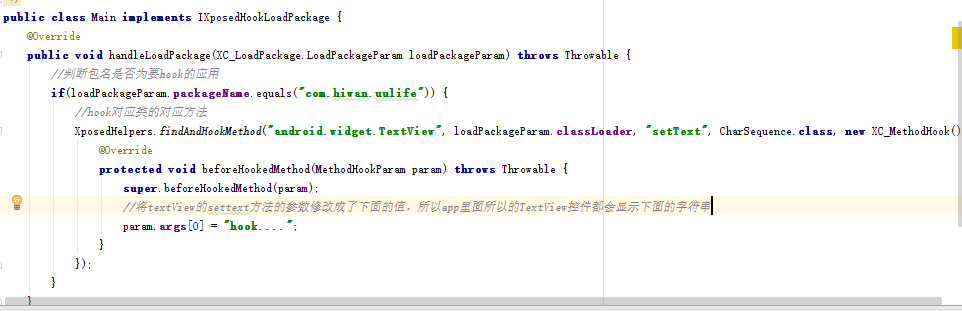 public class Main implements IXposedHookLoadPackage {
@Override
public void handleLoadPackage(XC_LoadPackage.LoadPackageParam loadPackageParam) throws Throwable {
//判断包名是否为要hook的应用
if(loadPackageParam.packageName.equals("com.hiwan.uulife")) {
//hook对应类的对应方法
XposedHelpers.findAndHookMethod("android.widget.TextView", loadPackageParam.classLoader, "setText", CharSequence.class, new XC_MethodHook()
@Override
protected void beforeHookedMethod(MethodHookParam param) throws Throwable {
super.beforeHookedMethod(param);
//将textView的settext方法的参数修改成了下面的值，所以app里面所以的TextView控件都会显示下面的字符串
param.args[0] = "hook....";
}
});
}
}